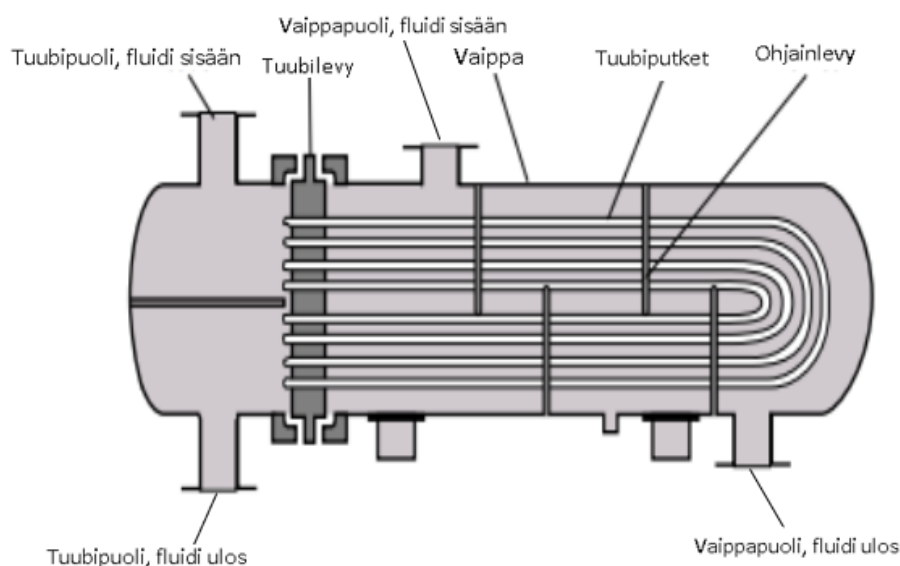 Vaippapuoli, fluidi sisään
Tuubipuoli, fluidi sisään
Tuubilevy
Vaippa
Tuubiputket
Ohjainlevy
Tuubipuoli, fluidi ulos
Vaippapuoli, fluidi ulos